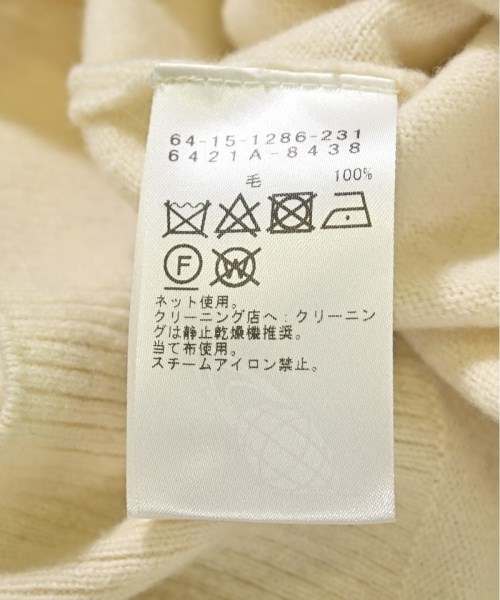 64-15-1286-231
6421A-8438
毛 100%
F W
ネット使用。
クリーニング店へ：クリーニン
グは静止乾燥機推奨。
当て布使用。
スチームアイロン禁止。